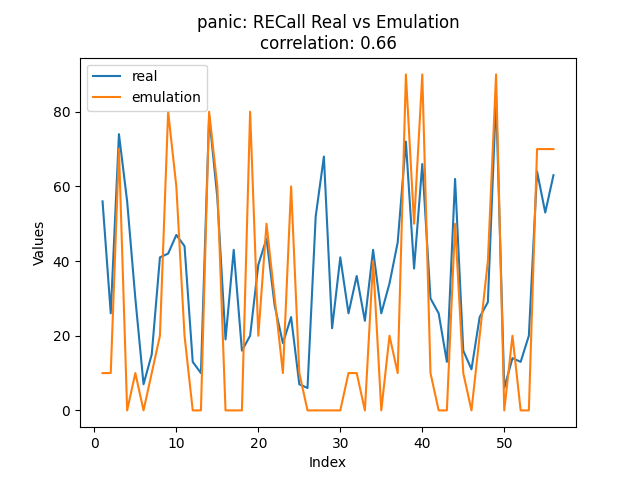 panic: RECall Real vs Emulation
correlation: 0.66
real
emulation
Values
80
60
40
20
0
0 10 20 30 40 50
Index